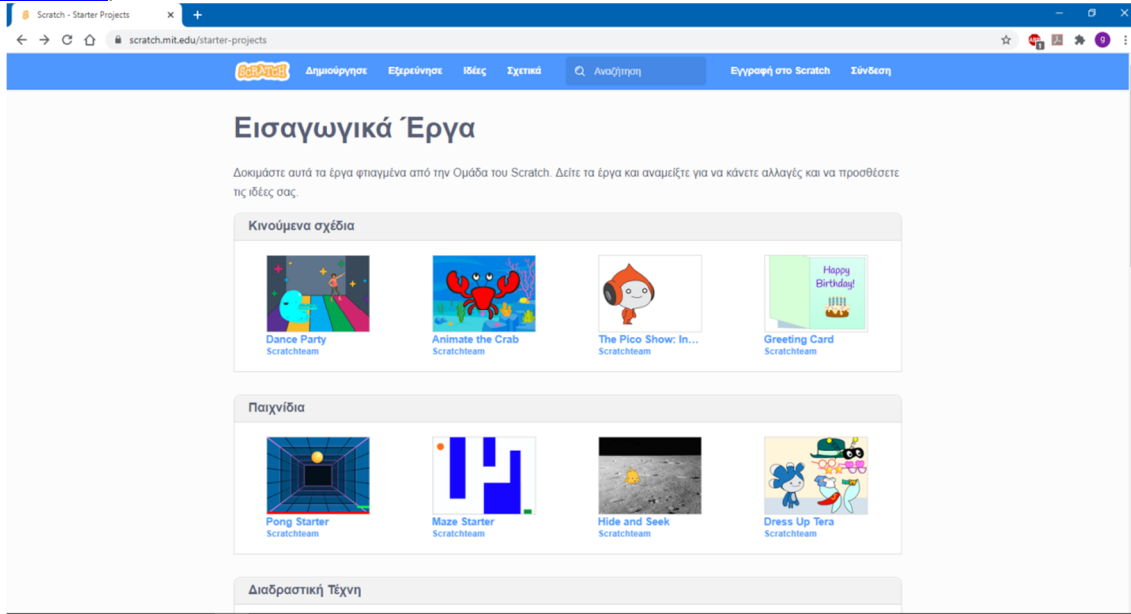 Scratch - Starter Projects
scratch.mit.edu/starter-projects
SCRATCH Δημιούργησε Εξερεύνησε Ιδέες Σχετικά Αναζήτηση Εγγραφή στο Scratch Σύνδεση
Εισαγωγικά Έργα
Δοκιμάστε αυτά τα έργα φτιαγμένα από την Ομάδα του Scratch. Δείτε τα έργα και αναμείξτε για να κάνετε αλλαγές και να προσθέσετε
τις ιδέες σας.
Κινούμενα σχέδια
Happy
Birthday!
Dance Party Animate the Crab The Pico Show: In... Greeting Card
Scratchteam Scratchteam Scratchteam Scratchteam
Παιχνίδια
Pong Starter Maze Starter Hide and Seek Dress Up Tera
Scratchteam Scratchteam Scratchteam Scratchteam
Διαδραστική Τέχνη